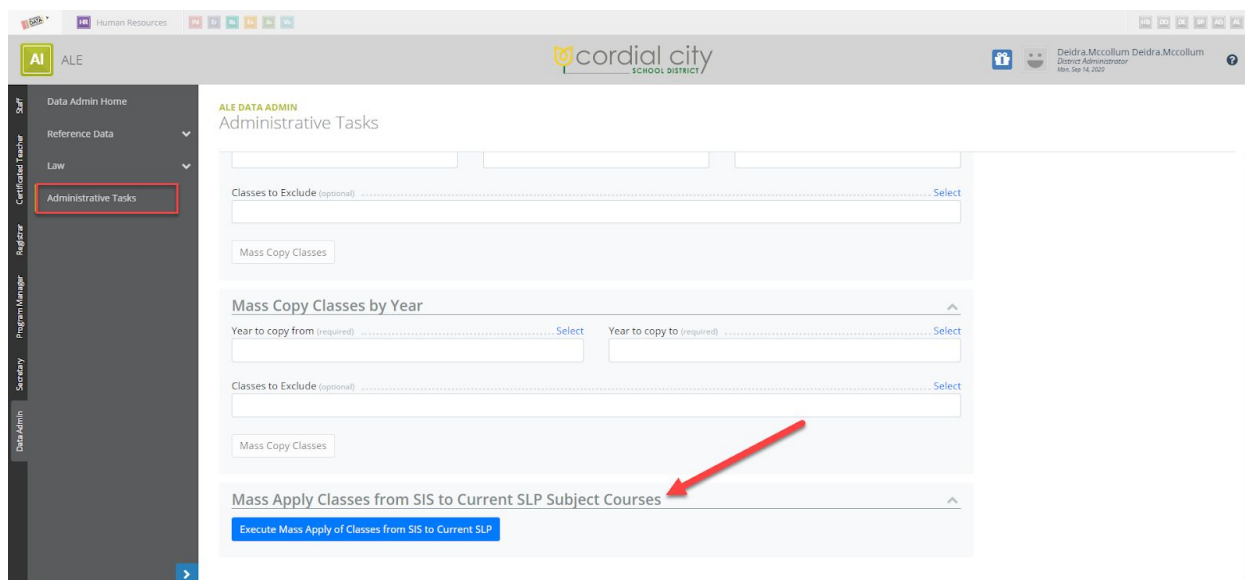 DATA
HR Human Resources
AI ALE
cordial city
SCHOOL DISTRICT
Deidra.Mccollum Deidra.Mccollum
District Administrator
Mon, Sep 14, 2020
Staff
Certificated Teacher
Registrar
Program Manager
Secretary
Data Admin
Data Admin Home
Reference Data
Law
Administrative Tasks
ALE DATA ADMIN
Administrative Tasks
Classes to Exclude (optional) Select
Mass Copy Classes
Mass Copy Classes by Year
Year to copy from (required) Select Year to copy to (required) Select
Classes to Exclude (optional) Select
Mass Copy Classes
Mass Apply Classes from SIS to Current SLP Subject Courses
Execute Mass Apply of Classes from SIS to Current SLP